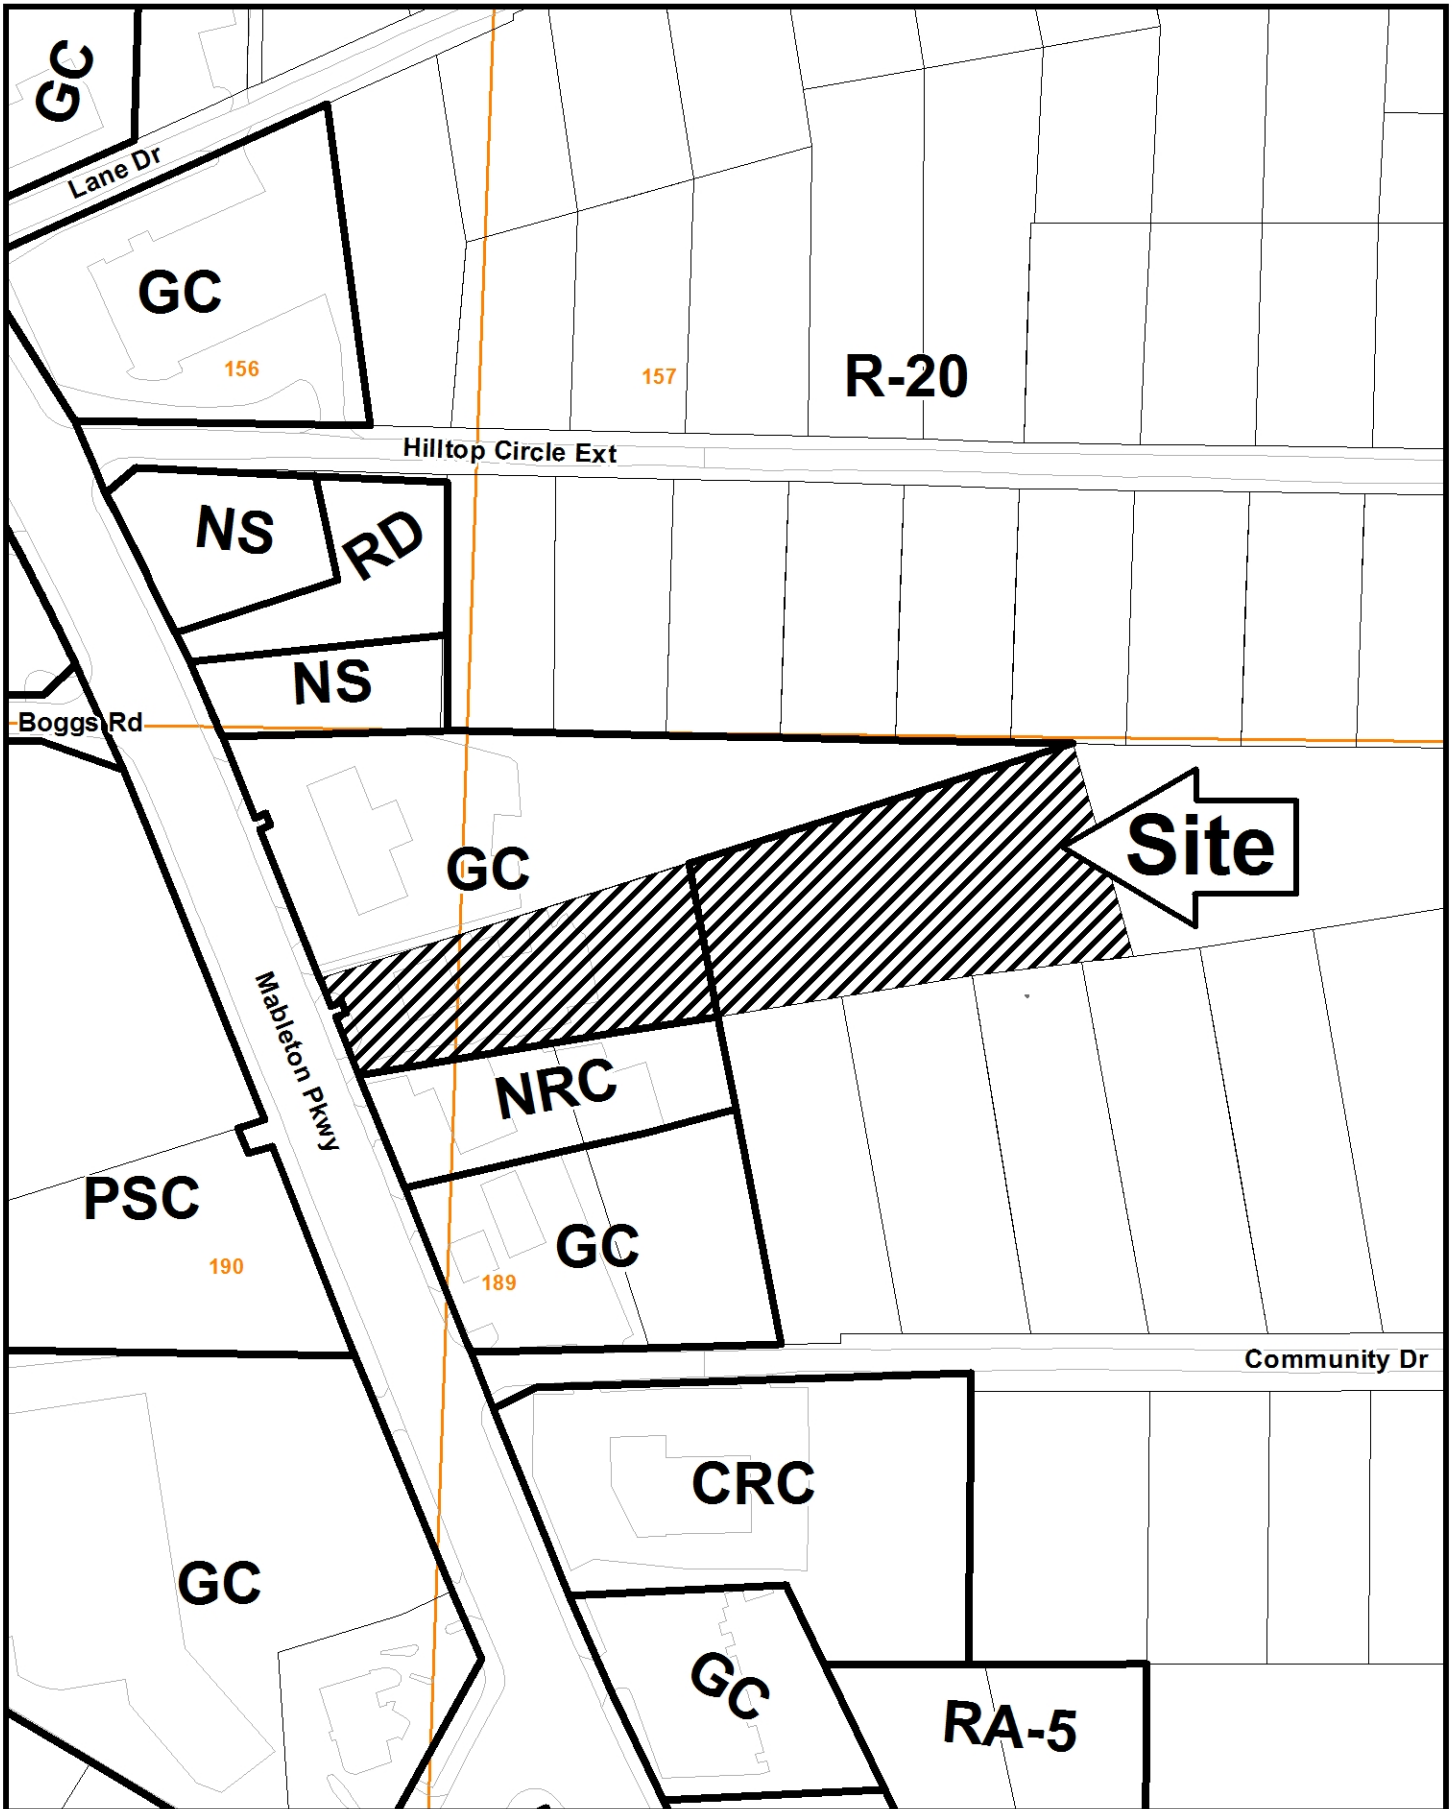 GC
Lane Dr
GC
156
157
R-20
Hilltop Circle Ext
NS
RD
NS
Boggs Rd
Site
GC
Mableton Pkwy
NRC
PSC
GC
190
189
Community Dr
CRC
GC
GC
RA-5